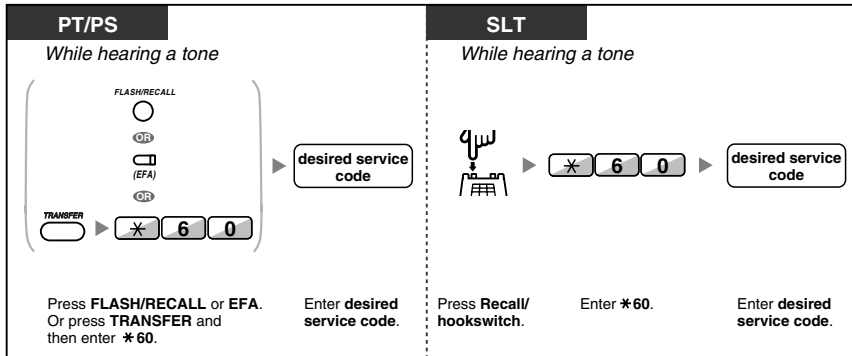 PT/PS
While hearing a tone
FLASH/RECALL
OR
(EFA)
OR
TRANSFER
* 6 0
desired service
code
Press FLASH/RECALL or EFA.
Or press TRANSFER and
then enter *60.
Enter desired
service code.
SLT
While hearing a tone
* 6 0
desired service
code
Press Recall/
hookswitch.
Enter *60.
Enter desired
service code.